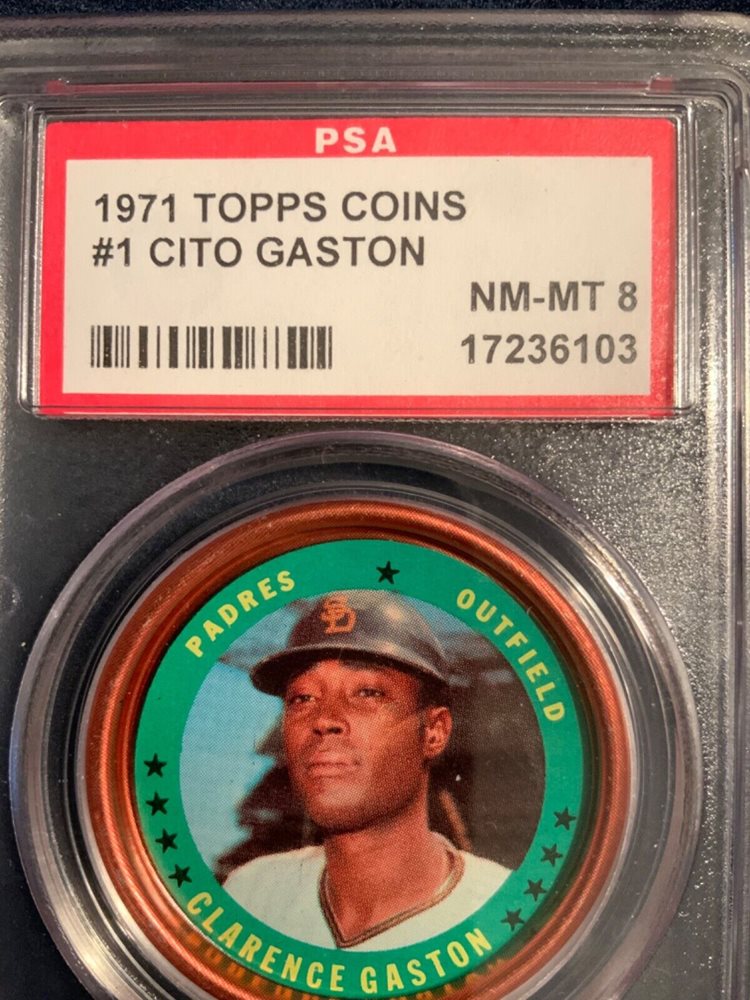 PSA
1971 TOPPS COINS
#1 CITO GASTON
NM-MT 8
17236103
PADRES
OUTFIELD
SD
CLARENCE GASTON